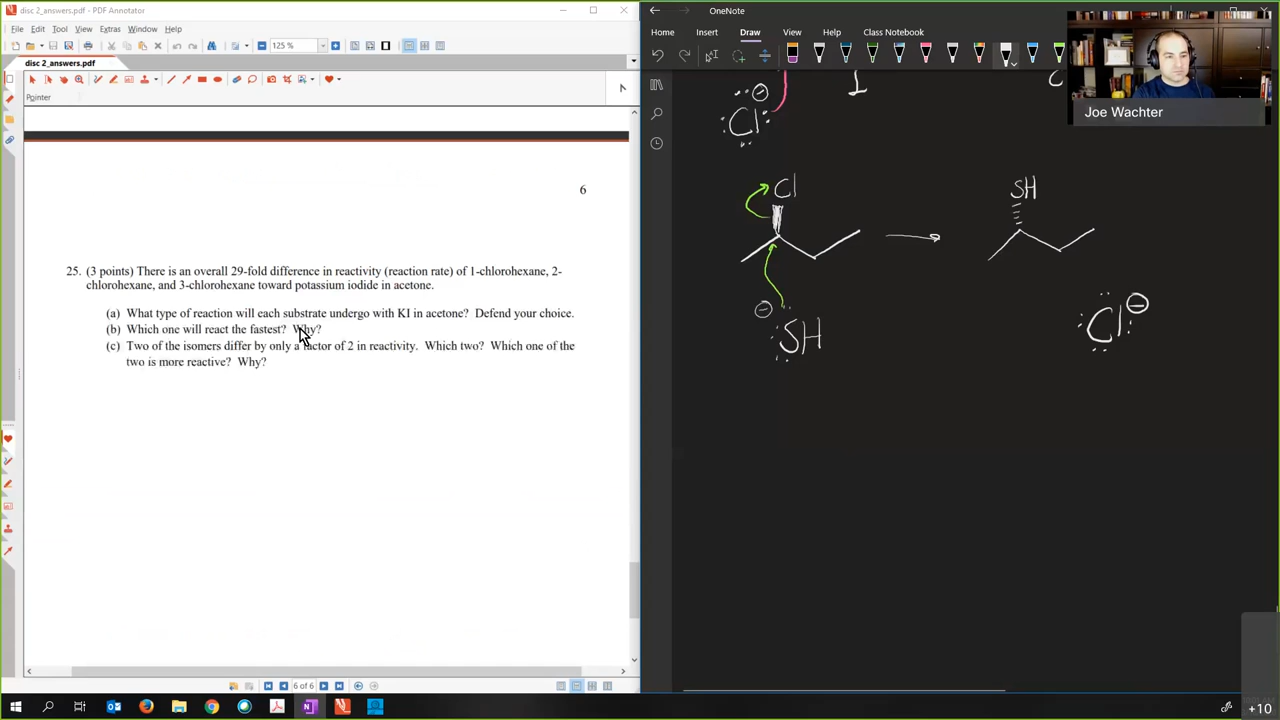 disc 2_answers.pdf - PDF Annotator
File Edit Tool View Extras Window Help
125 %
disc 2_answers.pdf
Pointer
6
25. (3 points) There is an overall 29-fold difference in reactivity (reaction rate) of 1-chlorohexane, 2-
chlorohexane, and 3-chlorohexane toward potassium iodide in acetone.
(a) What type of reaction will each substrate undergo with KI in acetone? Defend your choice.
(b) Which one will react the fastest? Why?
(c) Two of the isomers differ by only a factor of 2 in reactivity. Which two? Which one of the
two is more reactive? Why?
6 of 6
OneNote
Home Insert Draw View Help Class Notebook
Joe Wachter
Cl
I
Cl
SH
SH
Cl
+10